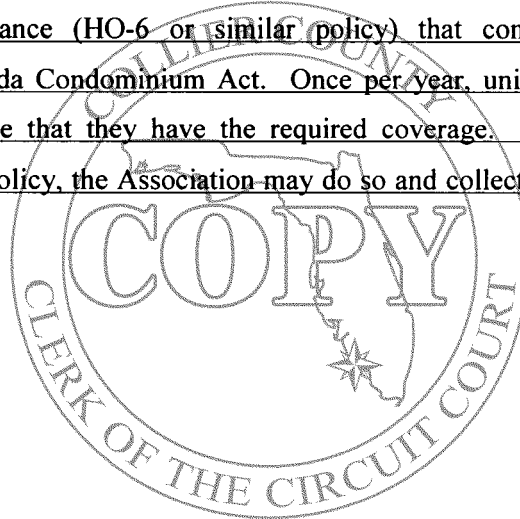 ance (HO-6 or similar policy) that con
da Condominium Act. Once per year, uni
e that they have the required coverage.
olicy, the Association may do so and collect
COLLIER COUNTY
COPY
CLERK OF THE CIRCUIT COURT